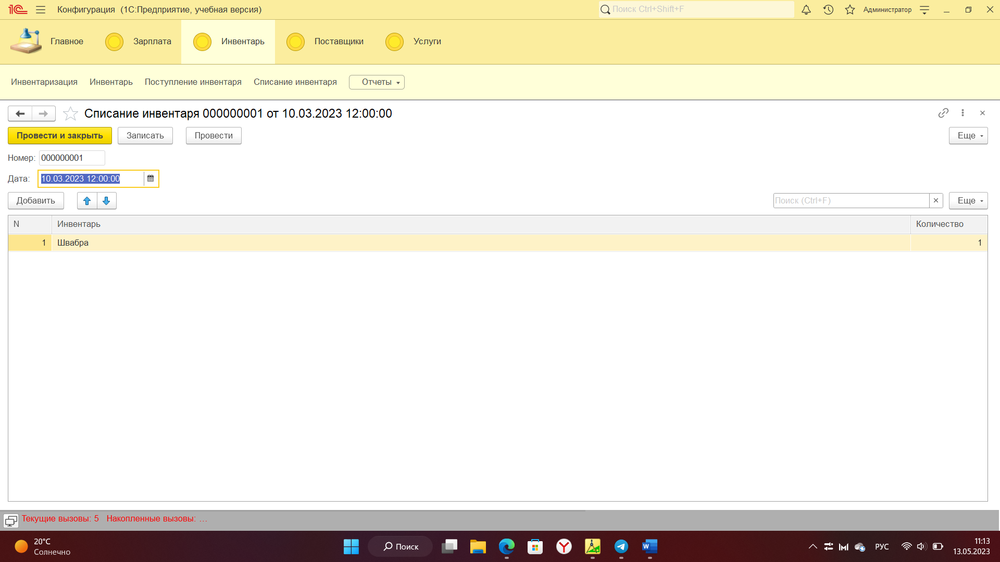 Конфигурация (1С:Предприятие, учебная версия)
Поиск Ctrl+Shift+F
Администратор
Главное
Зарплата
Инвентарь
Поставщики
Услуги
Инвентаризация
Инвентарь
Поступление инвентаря
Списание инвентаря
Отчеты
Списание инвентаря 000000001 от 10.03.2023 12:00:00
Провести и закрыть
Записать
Провести
Еще
Номер: 000000001
Дата: 10.03.2023 12:00:00
Добавить
Поиск (Ctrl+F)
Еще
N Инвентарь Количество
1 Швабра 1
Текущие вызовы: 5 Накопленные вызовы: ...
20°C
Солнечно
Поиск
РУС
11:13
13.05.2023